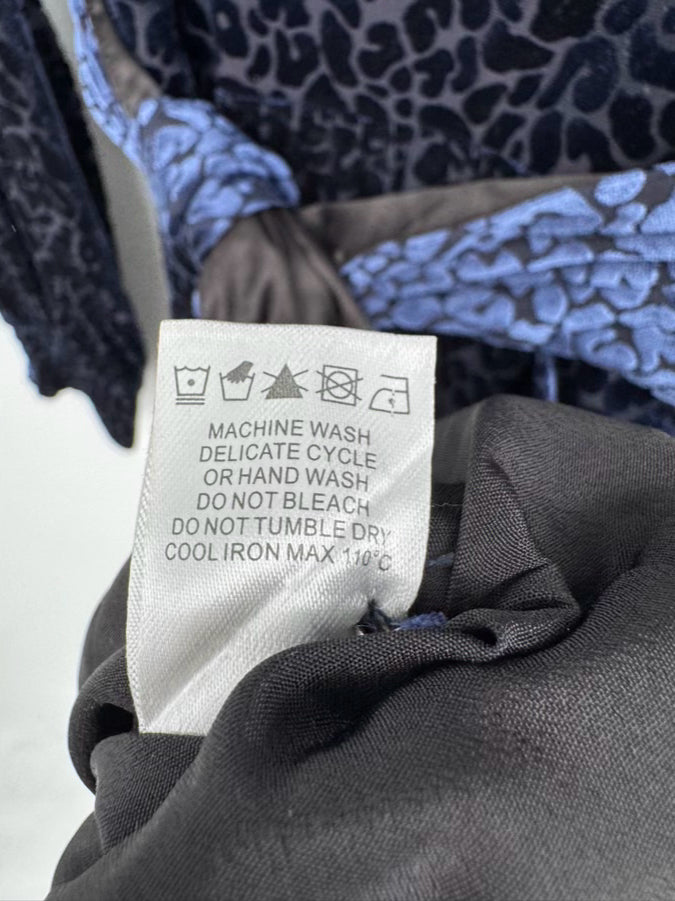 MACHINE WASH
DELICATE CYCLE
OR HAND WASH
DO NOT BLEACH
DO NOT TUMBLE DRY
COOL IRON MAX 110°C